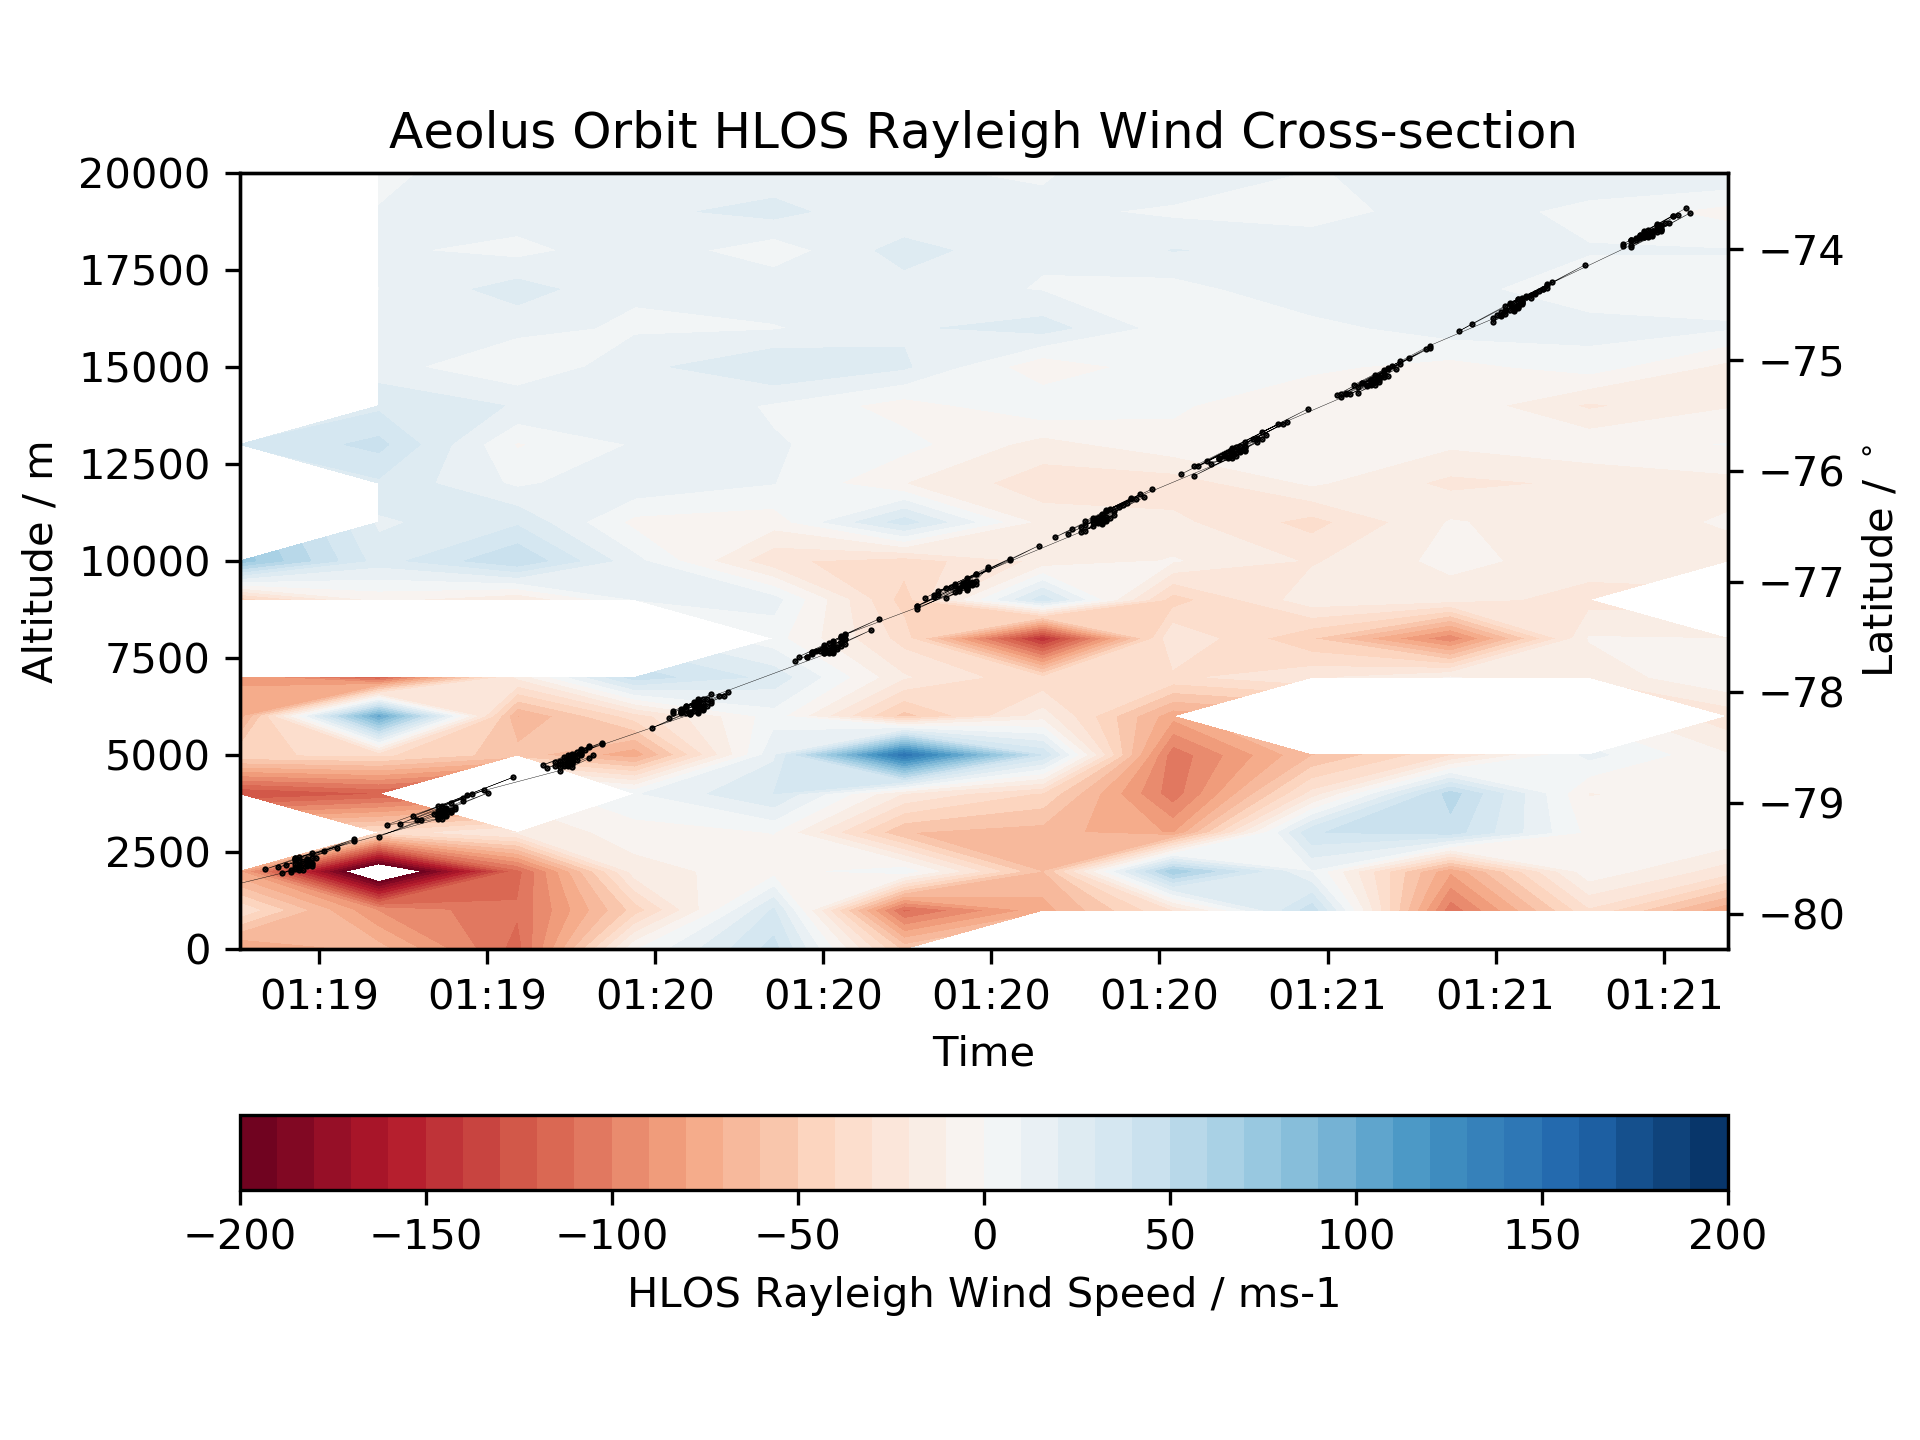 Aeolus Orbit HLOS Rayleigh Wind Cross-section
20000
17500
15000
12500
10000
7500
5000
2500
0
Altitude / m
−74
−75
−76
−77
−78
−79
−80
Latitude / °
01:19 01:19 01:20 01:20 01:20 01:20 01:21 01:21 01:21
Time
−200 −150 −100 −50 0 50 100 150 200
HLOS Rayleigh Wind Speed / ms-1